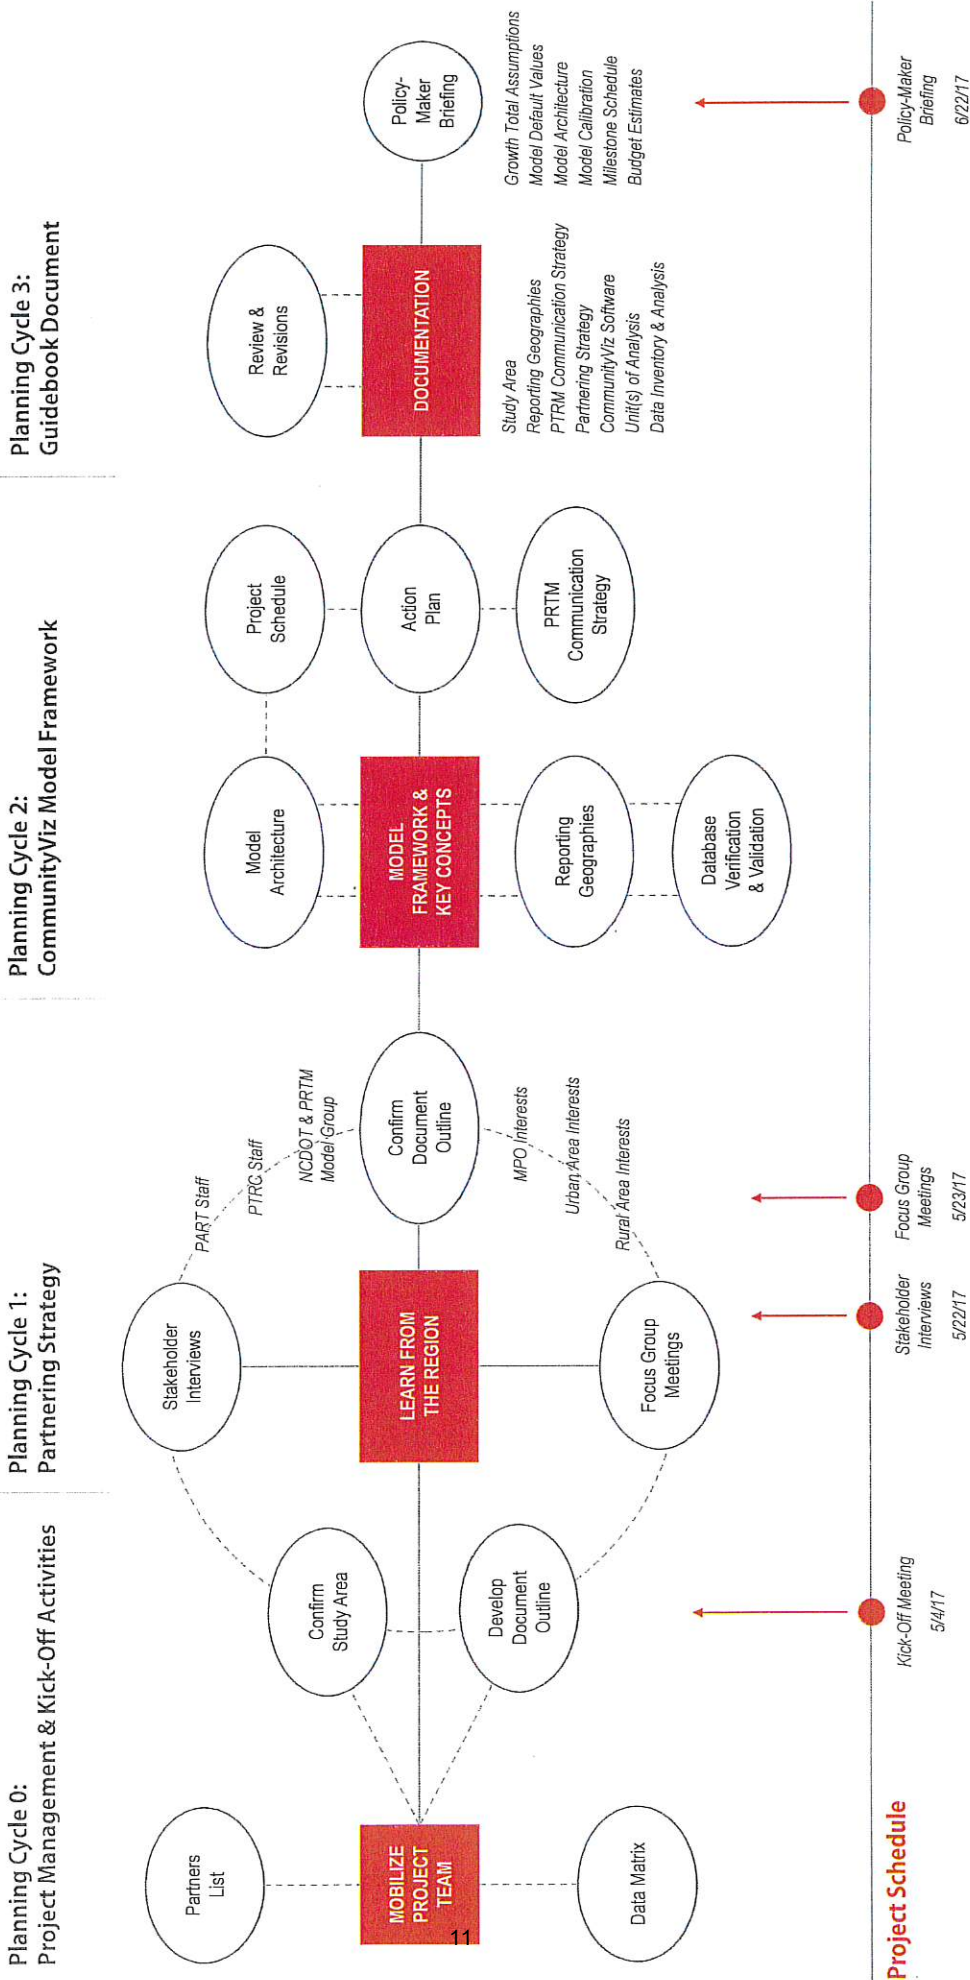 Planning Cycle 0:
Project Management & Kick-Off Activities
Planning Cycle 1:
Partnering Strategy
Planning Cycle 2:
CommunityViz Model Framework
Planning Cycle 3:
Guidebook Document
Partners
List
MOBILIZE
PROJECT
TEAM
Data Matrix
Confirm
Study Area
Develop
Document
Outline
Stakeholder
Interviews
LEARN FROM
THE REGION
Focus Group
Meetings
PART Staff
PTRC Staff
NCDOT & PRTM
Model Group
Confirm
Document
Outline
MPO Interests
Urban Area Interests
Rural Area Interests
Model
Architecture
MODEL
FRAMEWORK &
KEY CONCEPTS
Reporting
Geographies
Database
Verification
& Validation
Project
Schedule
Action
Plan
PRTM
Communication
Strategy
Review &
Revisions
DOCUMENTATION
Study Area
Reporting Geographies
PTRM Communication Strategy
Partnering Strategy
CommunityViz Software
Unit(s) of Analysis
Data Inventory & Analysis
Policy-
Maker
Briefing
Growth Total Assumptions
Model Default Values
Model Architecture
Model Calibration
Milestone Schedule
Budget Estimates
Project Schedule
Kick-Off Meeting
5/4/17
Stakeholder
Interviews
5/22/17
Focus Group
Meetings
5/23/17
Policy-Maker
Briefing
6/22/17
11